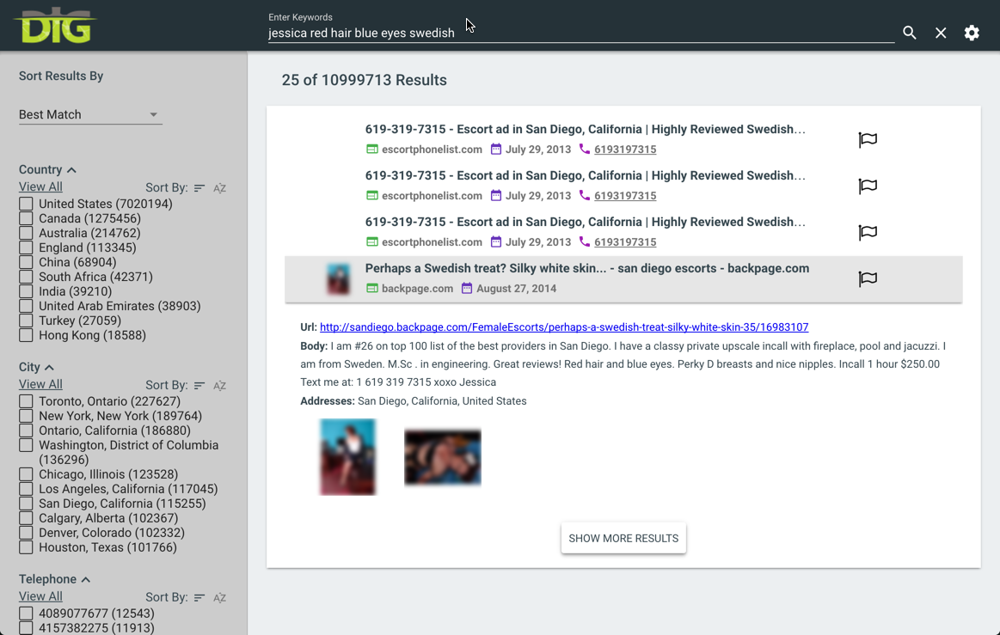 DIG
Enter Keywords
jessica red hair blue eyes swedish
Sort Results By
Best Match
Country
View All Sort By: AZ
United States (7020194)
Canada (1275456)
Australia (214762)
England (113345)
China (68904)
South Africa (42371)
India (39210)
United Arab Emirates (38903)
Turkey (27059)
Hong Kong (18588)
City
View All Sort By: AZ
Toronto, Ontario (227627)
New York, New York (189764)
Ontario, California (186880)
Washington, District of Columbia
(136296)
Chicago, Illinois (123528)
Los Angeles, California (117045)
San Diego, California (115255)
Calgary, Alberta (102367)
Denver, Colorado (102332)
Houston, Texas (101766)
Telephone
View All Sort By: AZ
4089077677 (12543)
4157382275 (11913)
25 of 10999713 Results
619-319-7315 - Escort ad in San Diego, California | Highly Reviewed Swedish...
escortphonelist.com July 29, 2013 6193197315
619-319-7315 - Escort ad in San Diego, California | Highly Reviewed Swedish...
escortphonelist.com July 29, 2013 6193197315
619-319-7315 - Escort ad in San Diego, California | Highly Reviewed Swedish...
escortphonelist.com July 29, 2013 6193197315
Perhaps a Swedish treat? Silky white skin... - san diego escorts - backpage.com
backpage.com August 27, 2014
Url: http://sandiego.backpage.com/FemaleEscorts/perhaps-a-swedish-treat-silky-white-skin-35/16983107
Body: I am #26 on top 100 list of the best providers in San Diego. I have a classy private upscale incall with fireplace, pool and jacuzzi. I
am from Sweden. M.Sc . in engineering. Great reviews! Red hair and blue eyes. Perky D breasts and nice nipples. Incall 1 hour $250.00
Text me at: 1 619 319 7315 xoxo Jessica
Addresses: San Diego, California, United States
SHOW MORE RESULTS